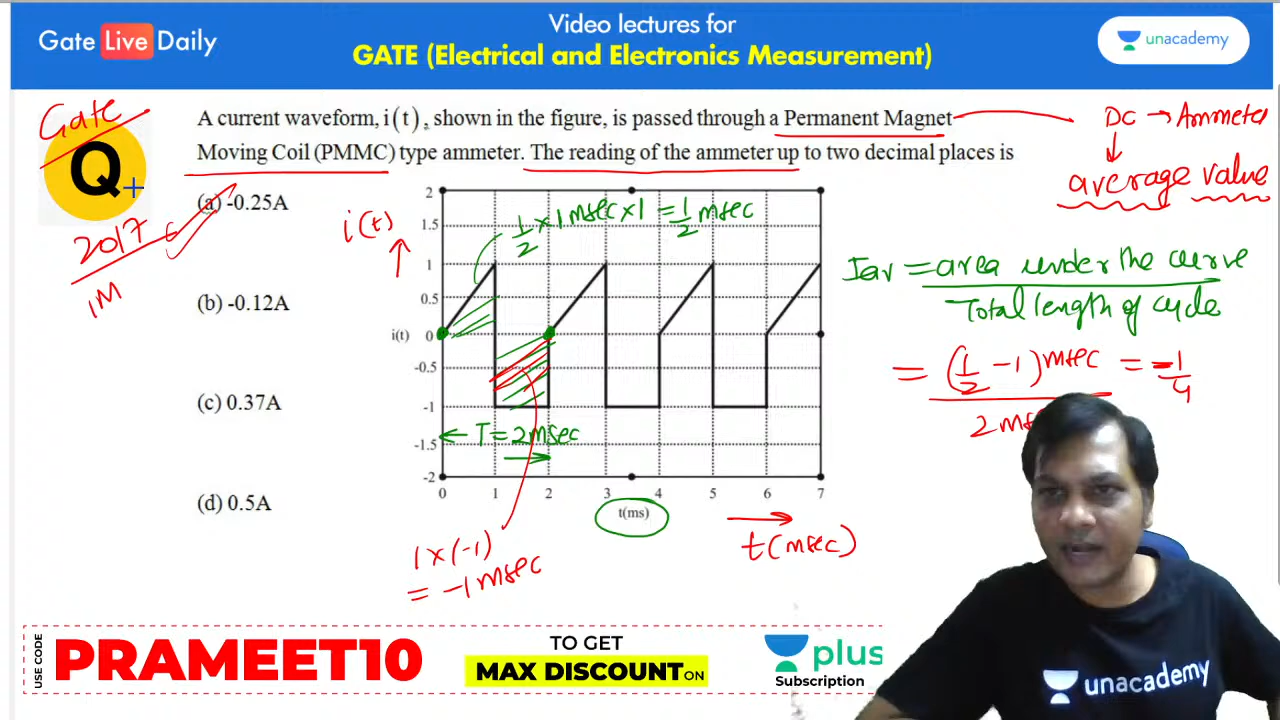 Gate Live Daily
Video lectures for
GATE (Electrical and Electronics Measurement)
unacademy
Gate
Q+
2017
1M
A current waveform, i(t), shown in the figure, is passed through a Permanent Magnet
Moving Coil (PMMC) type ammeter. The reading of the ammeter up to two decimal places is
DC → Ammeter
↓
average value
(a) -0.25A
(b) -0.12A
(c) 0.37A
(d) 0.5A
i(t)
↑
1/2 × 1 msec × 1 = 1/2 msec
2
1.5
1
0.5
i(t) 0
-0.5
-1
-1.5
-2
← T = 2msec
→
0 1 2 3 4 5 6 7
t(ms)
→
t(msec)
1 × (-1)
= -1 msec
Iav = area under the curve
Total length of cycle
= (1/2 - 1) msec = -1/4
USE CODE
PRAMEET10
TO GET
MAX DISCOUNT ON
plus
Subscription
unacademy